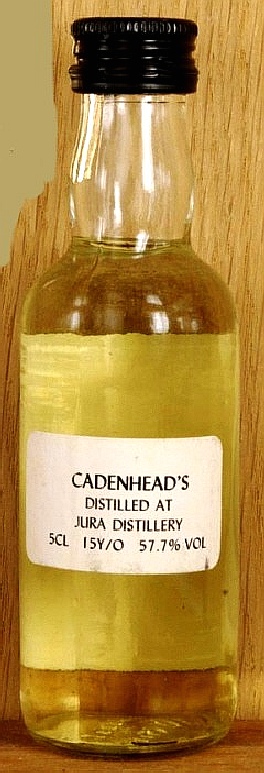 CADENHEAD'S
DISTILLED AT
JURA DISTILLERY
5CL 15Y/O 57.7% VOL